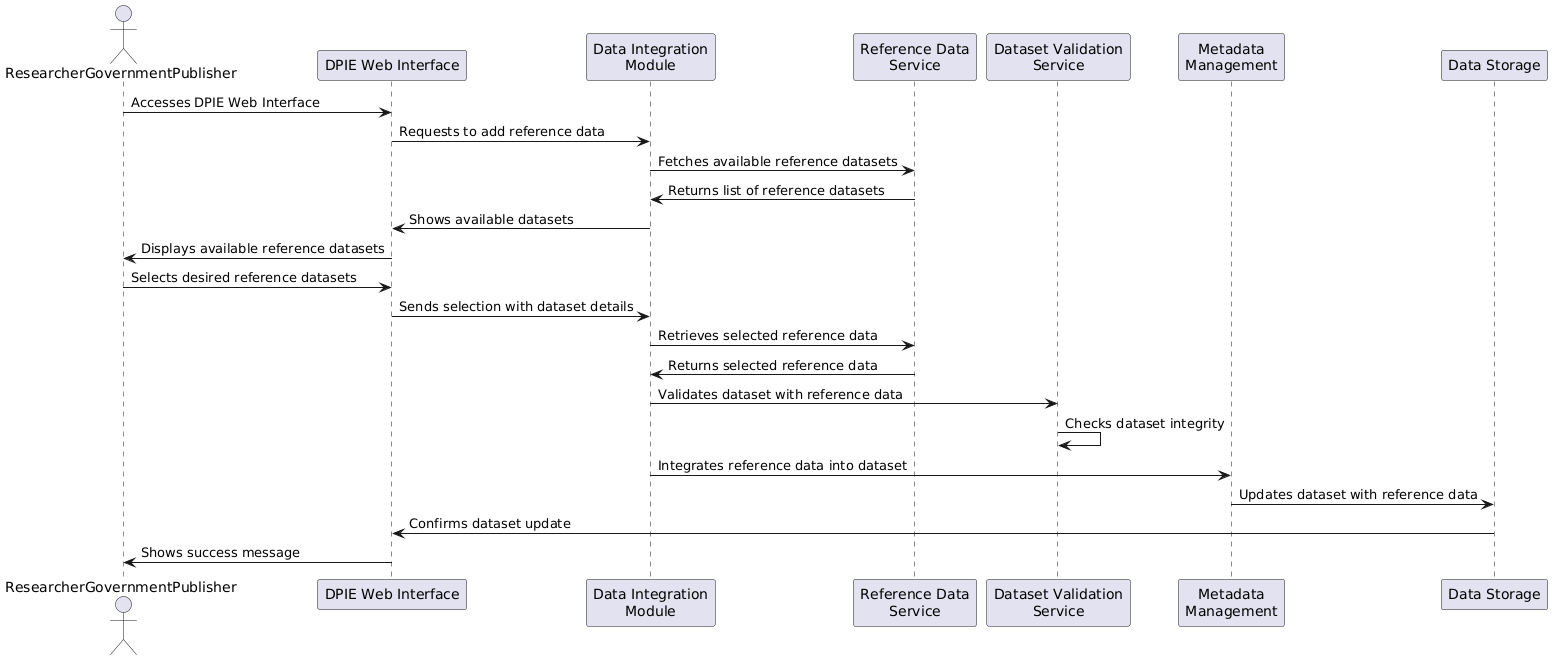 ResearcherGovernmentPublisher
DPIE Web Interface
Data Integration
Module
Reference Data
Service
Dataset Validation
Service
Metadata
Management
Data Storage
Accesses DPIE Web Interface
Requests to add reference data
Fetches available reference datasets
Returns list of reference datasets
Shows available datasets
Displays available reference datasets
Selects desired reference datasets
Sends selection with dataset details
Retrieves selected reference data
Returns selected reference data
Validates dataset with reference data
Checks dataset integrity
Integrates reference data into dataset
Updates dataset with reference data
Confirms dataset update
Shows success message
ResearcherGovernmentPublisher
DPIE Web Interface
Data Integration
Module
Reference Data
Service
Dataset Validation
Service
Metadata
Management
Data Storage